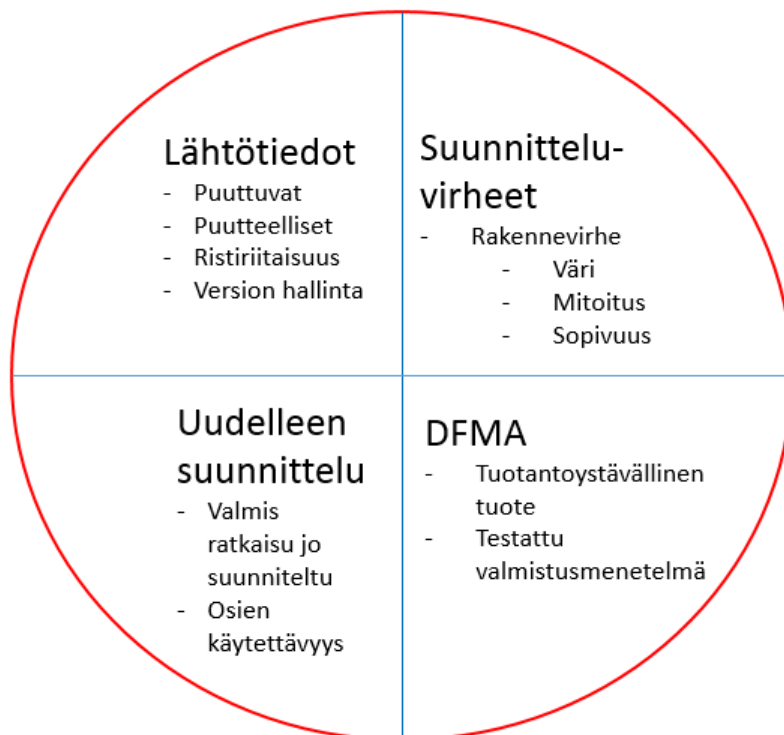 Lähtötiedot
- Puuttuvat
- Puutteelliset
- Ristiriitaisuus
- Version hallinta
Suunnittelu-
virheet
- Rakennevirhe
- Väri
- Mitoitus
- Sopivuus
Uudelleen
suunnittelu
- Valmis
ratkaisu jo
suunniteltu
- Osien
käytettävyys
DFMA
- Tuotantoystävällinen
tuote
- Testattu
valmistusmenetelmä